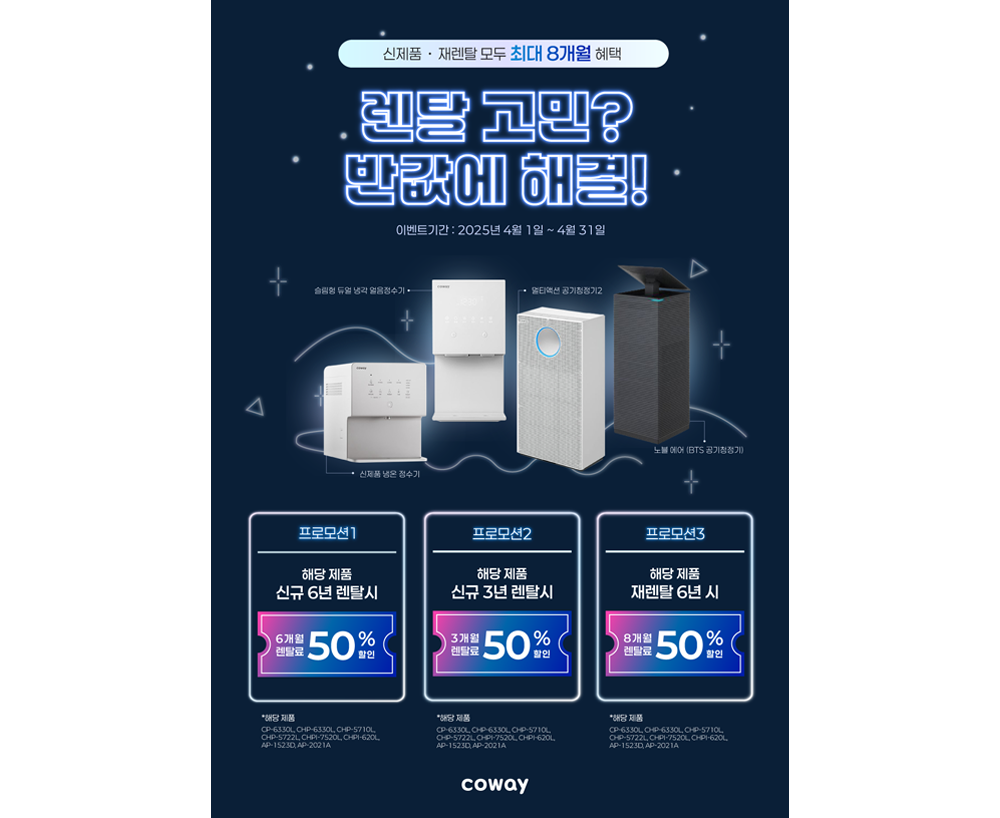 신제품 · 재렌탈 모두 최대 8개월 혜택
렌탈 고민?
반값에 해결!
이벤트기간 : 2025년 4월 1일 ~ 4월 31일
슬림형 듀얼 냉각 얼음정수기
멀티액션 공기청정기2
노블 에어 (BTS 공기청정기)
신제품 냉온 정수기
프로모션1
해당 제품
신규 6년 렌탈시
6개월
렌탈료
50%
할인
*해당 제품
CP-6330L, CHP-6330L, CHP-5710L,
CHP-5722L, CHPI-7520L, CHPI-620L,
AP-1523D, AP-2021A
프로모션2
해당 제품
신규 3년 렌탈시
3개월
렌탈료
50%
할인
*해당 제품
CP-6330L, CHP-6330L, CHP-5710L,
CHP-5722L, CHPI-7520L, CHPI-620L,
AP-1523D, AP-2021A
프로모션3
해당 제품
재렌탈 6년 시
8개월
렌탈료
50%
할인
*해당 제품
CP-6330L, CHP-6330L, CHP-5710L,
CHP-5722L, CHPI-7520L, CHPI-620L,
AP-1523D, AP-2021A
coway